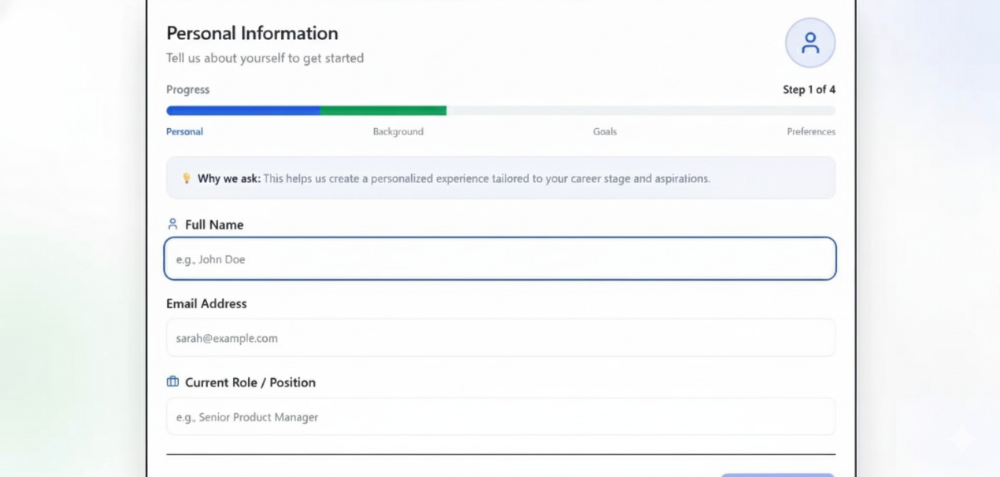 Personal Information
Tell us about yourself to get started
Progress
Step 1 of 4
Personal
Background
Goals
Preferences
Why we ask: This helps us create a personalized experience tailored to your career stage and aspirations.
Full Name
e.g., John Doe
Email Address
sarah@example.com
Current Role / Position
e.g., Senior Product Manager